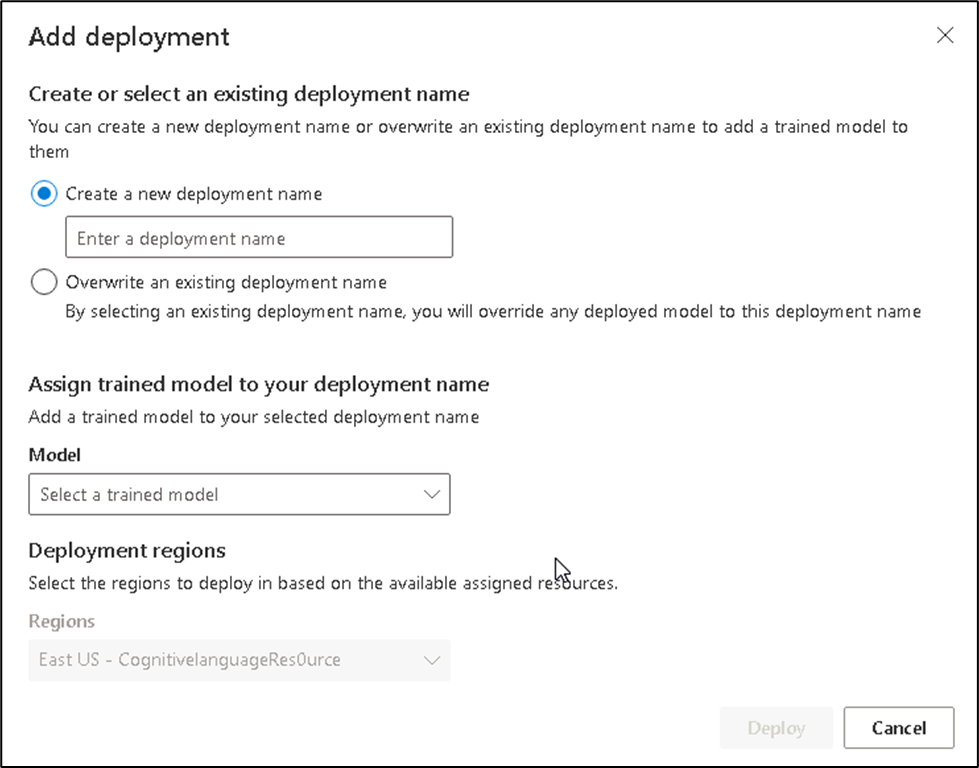 Add deployment
Create or select an existing deployment name
You can create a new deployment name or overwrite an existing deployment name to add a trained model to
them
Create a new deployment name
Enter a deployment name
Overwrite an existing deployment name
By selecting an existing deployment name, you will override any deployed model to this deployment name
Assign trained model to your deployment name
Add a trained model to your selected deployment name
Model
Select a trained model
Deployment regions
Select the regions to deploy in based on the available assigned resources.
Regions
East US - CognitivelanguageRes0urce
Deploy
Cancel